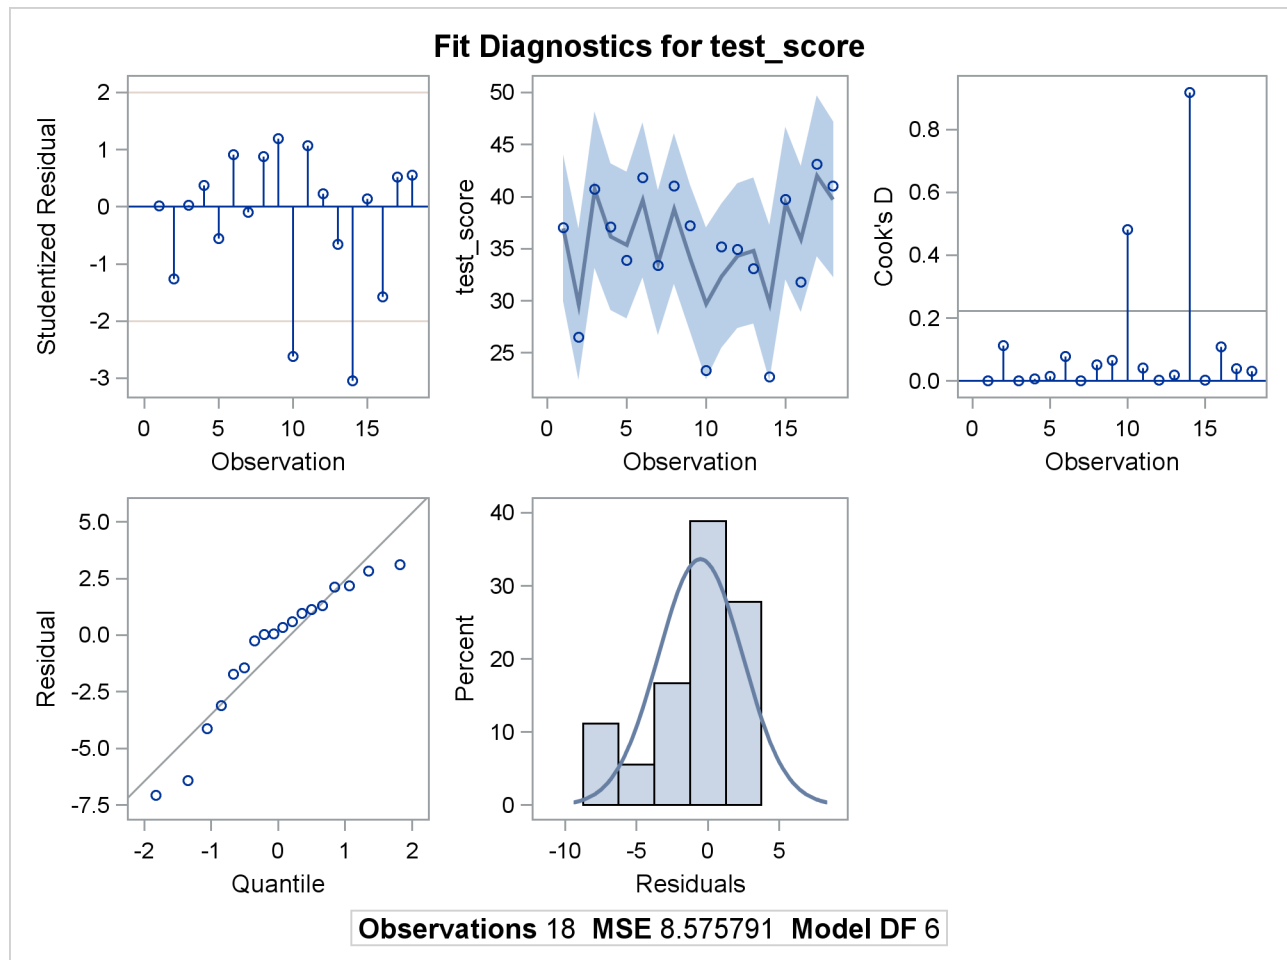 Fit Diagnostics for test_score
2
1
0
-1
-2
-3
Studentized Residual
0 5 10 15
Observation
50
45
40
35
30
25
test_score
0 5 10 15
Observation
0.8
0.6
0.4
0.2
0.0
Cook's D
0 5 10 15
Observation
5.0
2.5
0.0
-2.5
-5.0
-7.5
Residual
-2 -1 0 1 2
Quantile
40
30
20
10
0
Percent
-10 -5 0 5
Residuals
Observations 18 MSE 8.575791 Model DF 6